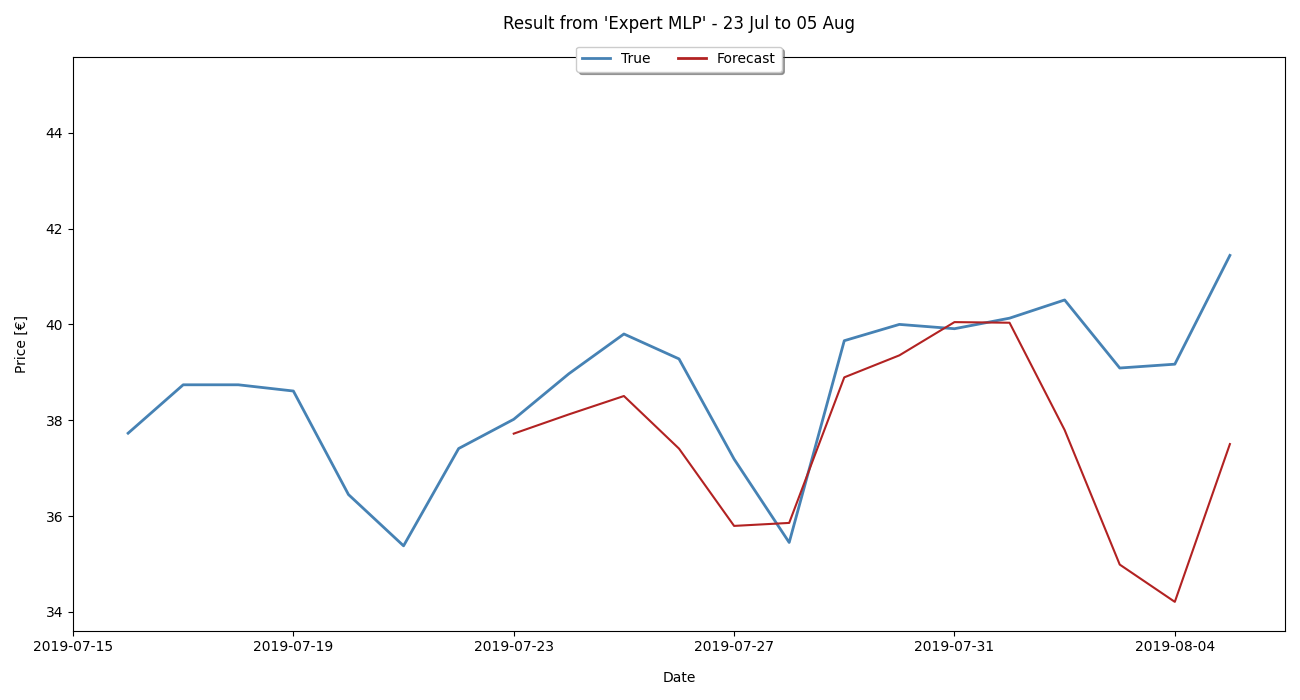 Result from 'Expert MLP' - 23 Jul to 05 Aug
True Forecast
44
42
40
38
36
34
Price [€]
2019-07-15 2019-07-19 2019-07-23 2019-07-27 2019-07-31 2019-08-04
Date